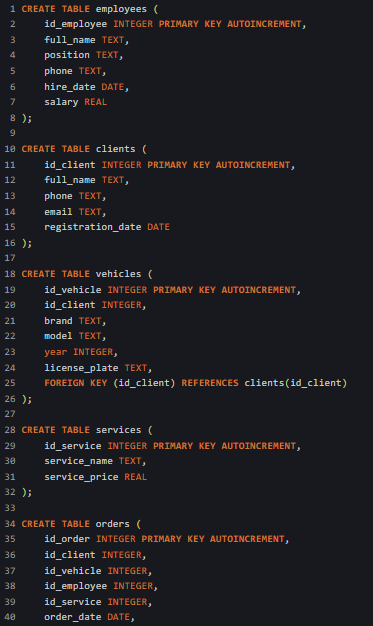 1 CREATE TABLE employees (
2     id_employee INTEGER PRIMARY KEY AUTOINCREMENT,
3     full_name TEXT,
4     position TEXT,
5     phone TEXT,
6     hire_date DATE,
7     salary REAL
8 );
9
10 CREATE TABLE clients (
11     id_client INTEGER PRIMARY KEY AUTOINCREMENT,
12     full_name TEXT,
13     phone TEXT,
14     email TEXT,
15     registration_date DATE
16 );
17
18 CREATE TABLE vehicles (
19     id_vehicle INTEGER PRIMARY KEY AUTOINCREMENT,
20     id_client INTEGER,
21     brand TEXT,
22     model TEXT,
23     year INTEGER,
24     license_plate TEXT,
25     FOREIGN KEY (id_client) REFERENCES clients(id_client)
26 );
27
28 CREATE TABLE services (
29     id_service INTEGER PRIMARY KEY AUTOINCREMENT,
30     service_name TEXT,
31     service_price REAL
32 );
33
34 CREATE TABLE orders (
35     id_order INTEGER PRIMARY KEY AUTOINCREMENT,
36     id_client INTEGER,
37     id_vehicle INTEGER,
38     id_employee INTEGER,
39     id_service INTEGER,
40     order_date DATE,